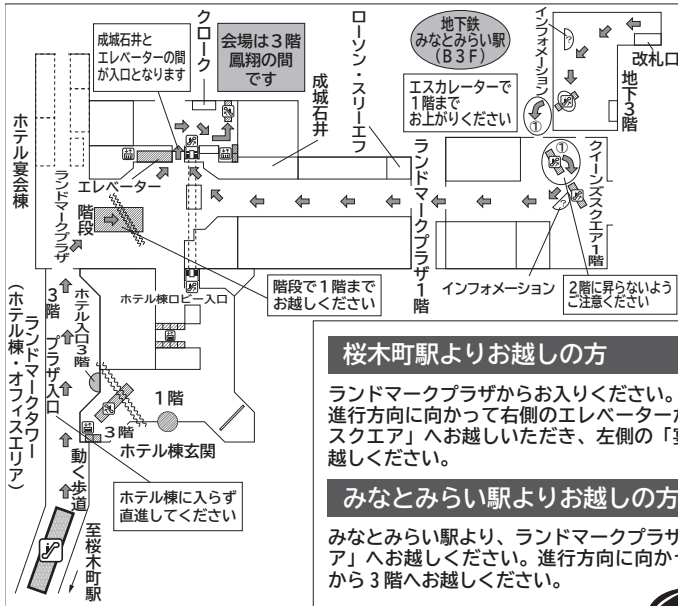 成城石井と
エレベーターの間
が入口となります
クローク
会場は3階
鳳翔の間
です
成城石井
ローソン・スリーエフ
地下鉄
みなとみらい駅
(B3F)
エスカレーターで
1階まで
お上がりください
インフォメーション
①
改札口
地下3階
クイーンズスクエア1階
①
ランドマークプラザ1階
インフォメーション
2階に昇らないよう
ご注意ください
ホテル宴会棟
ランドマークプラザ
エレベーター
階段
階段で1階まで
お越しください
ホテル棟ロビー入口
ホテル入口3階
3階 プラザ入口
ランドマークタワー
(ホテル棟・オフィスエリア)
1階
3階
ホテル棟玄関
動く歩道
ホテル棟に入らず
直進してください
至桜木町駅
桜木町駅よりお越しの方
ランドマークプラザからお入りください。
進行方向に向かって右側のエレベーター
スクエア」へお越しいただき、左側の「
越しください。
みなとみらい駅よりお越しの方
みなとみらい駅より、ランドマークプラザ
ア」へお越しください。進行方向に向か
から3階へお越しください。